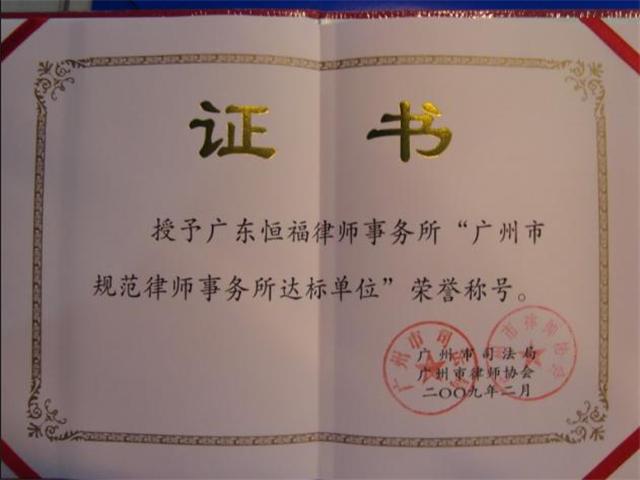 证 书
授予广东恒福律师事务所“广州市
规范律师事务所达标单位”荣誉称号。
广州市司法局
广州市律师协会
二〇〇九年二月